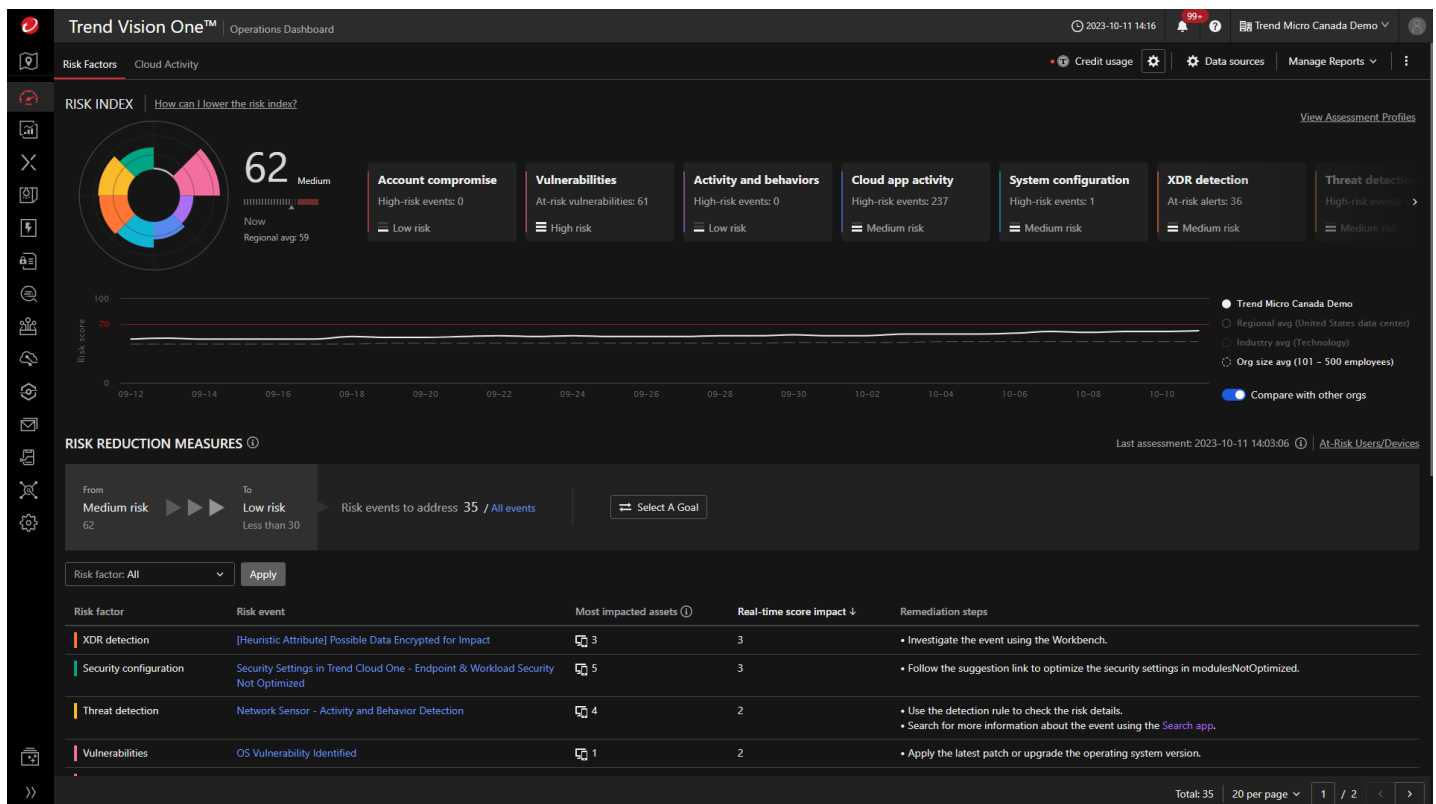 Trend Vision One™ | Operations Dashboard
2023-10-11 14:16
99+
Trend Micro Canada Demo
Risk Factors
Cloud Activity
Credit usage
Data sources
Manage Reports
RISK INDEX
How can I lower the risk index?
View Assessment Profiles
62 Medium
Now
Regional avg: 59
Account compromise
High-risk events: 0
Low risk
Vulnerabilities
At-risk vulnerabilities: 61
High risk
Activity and behaviors
High-risk events: 0
Low risk
Cloud app activity
High-risk events: 237
Medium risk
System configuration
High-risk events: 1
Medium risk
XDR detection
At-risk alerts: 36
Medium risk
Threat detection
High-risk events:
Medium risk
Risk score
100
70
0
09-12 09-14 09-16 09-18 09-20 09-22 09-24 09-26 09-28 09-30 10-02 10-04 10-06 10-08 10-10
Trend Micro Canada Demo
Regional avg (United States data center)
Industry avg (Technology)
Org size avg (101 – 500 employees)
Compare with other orgs
RISK REDUCTION MEASURES
Last assessment: 2023-10-11 14:03:06
At-Risk Users/Devices
From
Medium risk
62
To
Low risk
Less than 30
Risk events to address 35 / All events
Select A Goal
Risk factor: All
Apply
Risk factor Risk event Most impacted assets Real-time score impact ↓ Remediation steps
XDR detection [Heuristic Attribute] Possible Data Encrypted for Impact 3 3 • Investigate the event using the Workbench.
Security configuration Security Settings in Trend Cloud One - Endpoint & Workload Security 5 3 • Follow the suggestion link to optimize the security settings in modulesNotOptimized.
Not Optimized
Threat detection Network Sensor - Activity and Behavior Detection 4 2 • Use the detection rule to check the risk details.
• Search for more information about the event using the Search app.
Vulnerabilities OS Vulnerability Identified 1 2 • Apply the latest patch or upgrade the operating system version.
Total: 35 20 per page 1 / 2